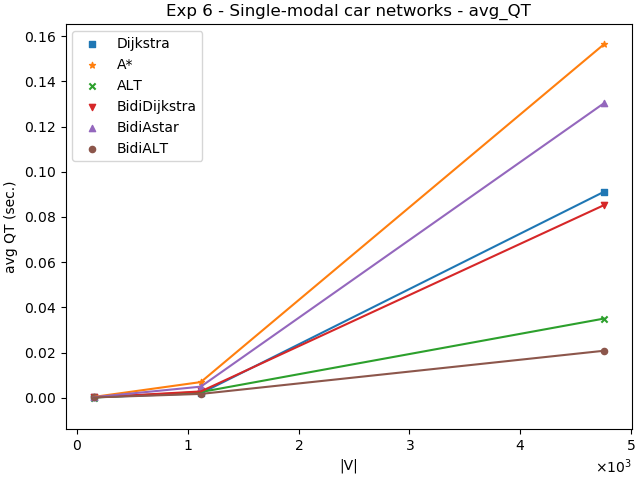 Exp 6 - Single-modal car networks - avg_QT
avg QT (sec.)
0.16
0.14
0.12
0.10
0.08
0.06
0.04
0.02
0.00
Dijkstra
A*
ALT
BidiDijkstra
BidiAstar
BidiALT
0 1 2 3 4 5
|V|
×10³